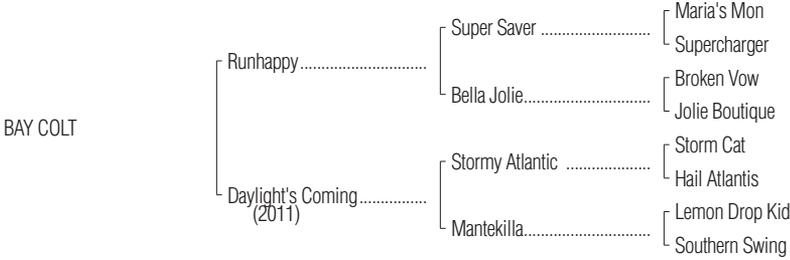 Maria's Mon
Super Saver ..........................
Supercharger
Runhappy..............................
Broken Vow
Bella Jolie..............................
Jolie Boutique
BAY COLT
Storm Cat
Stormy Atlantic ....................
Hail Atlantis
Daylight's Coming................
(2011)
Lemon Drop Kid
Mantekilla..............................
Southern Swing